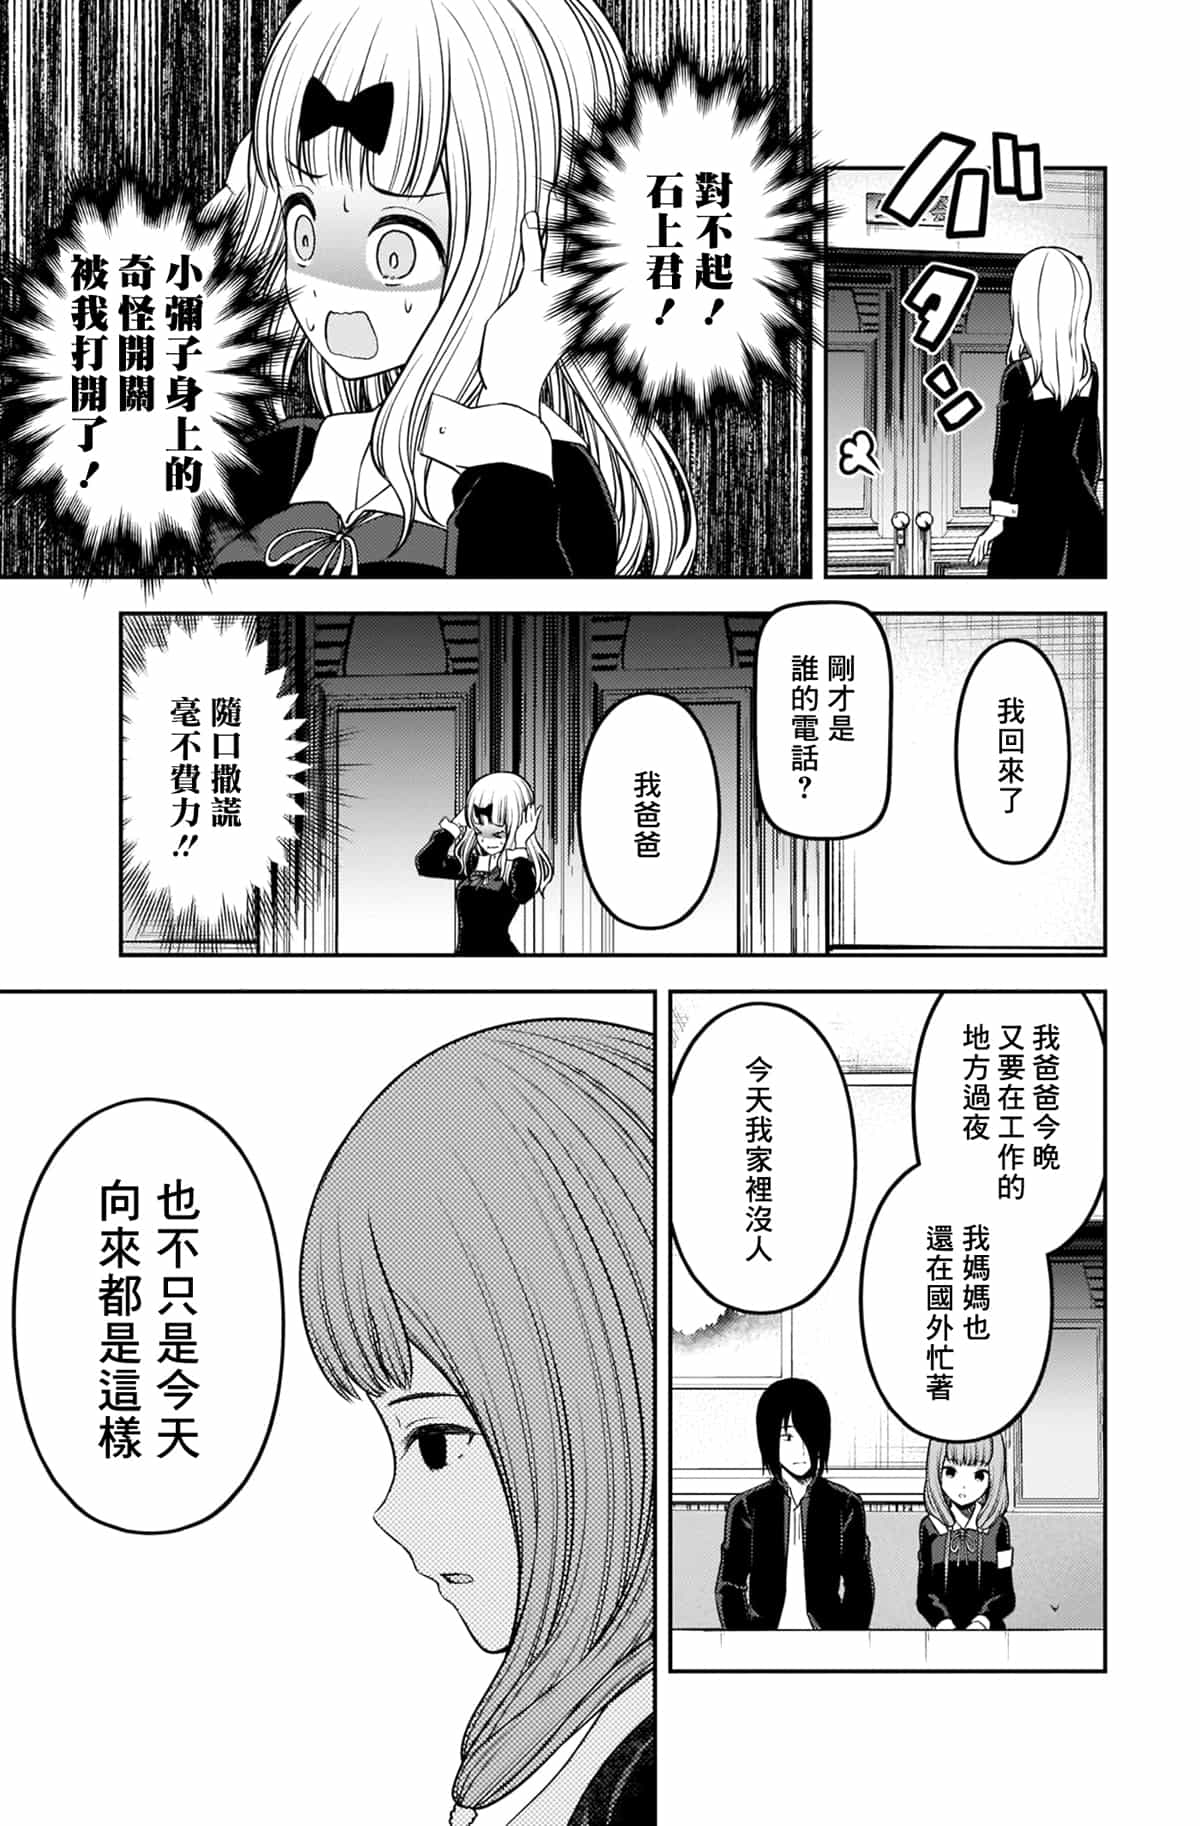 對不起！
石上君！
小彌子身上的
奇怪開關
被我打開了！
我回來了
剛才是
誰的電話？
我爸爸
隨口撒謊
毫不費力!!
我爸爸今晚
又要在工作的
地方過夜
我媽媽也
還在國外忙著
今天我家裡沒人
也不只是今天
向來都是這樣